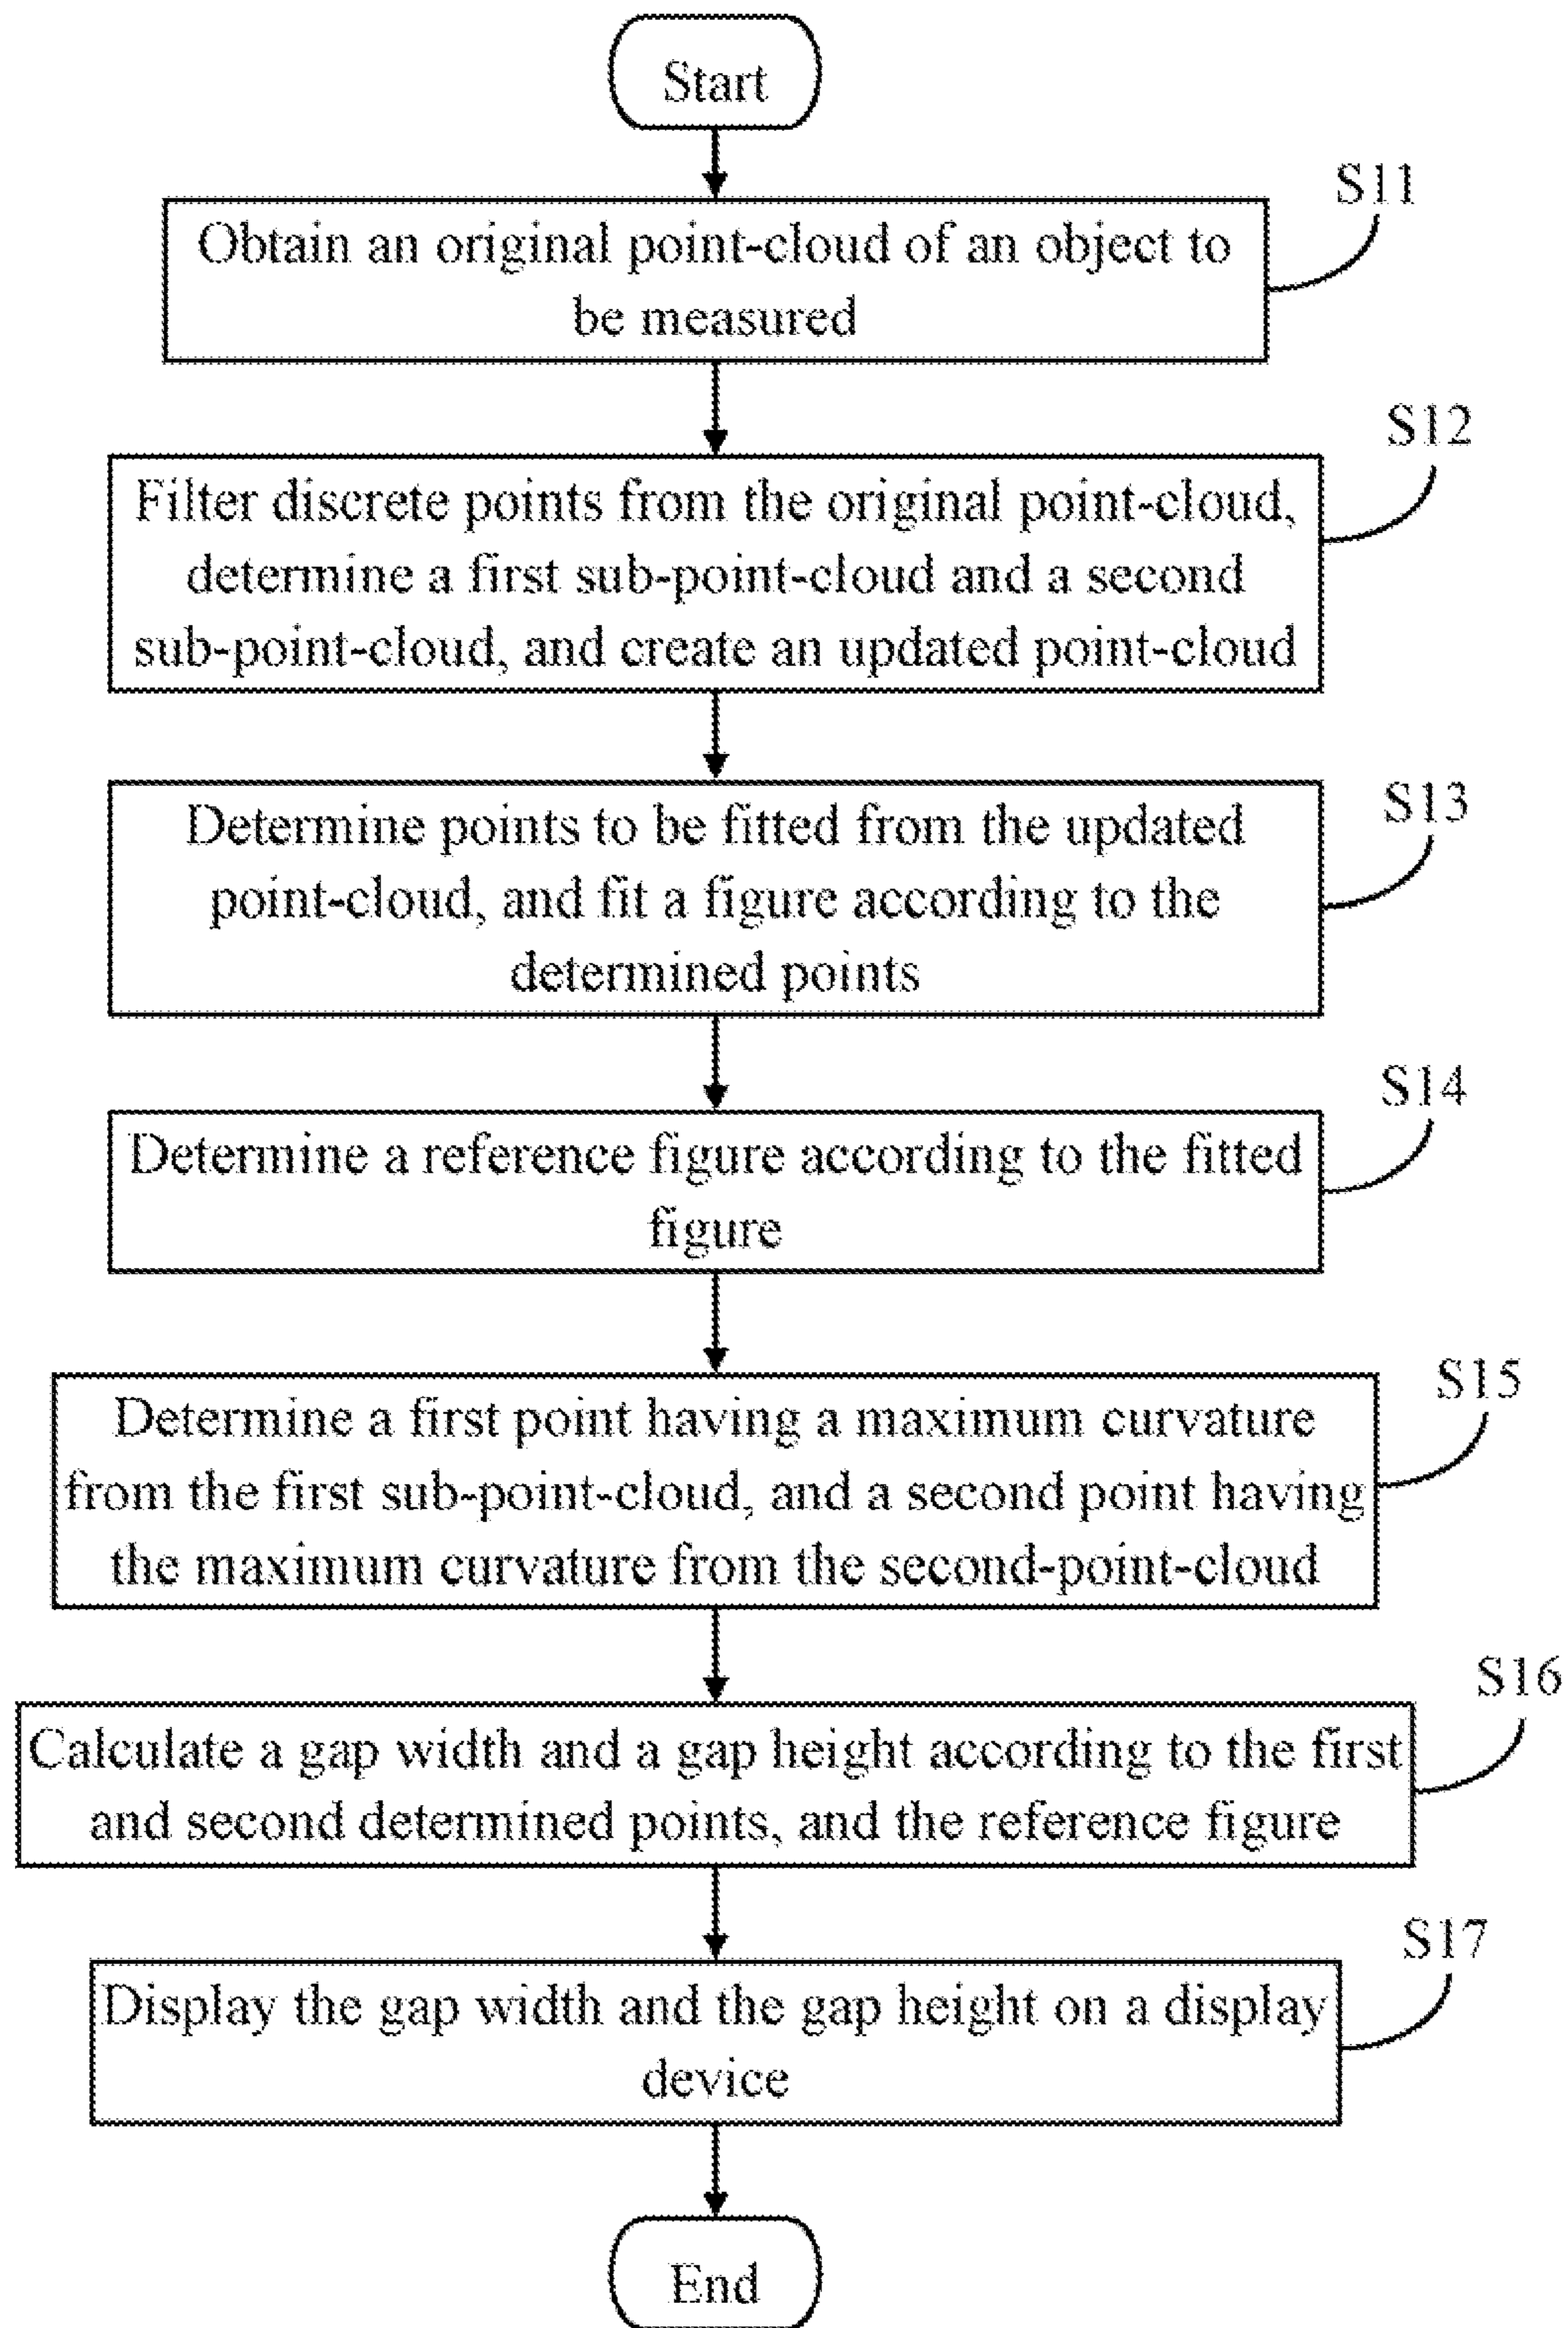 Start
S11
Obtain an original point-cloud of an object to
be measured
S12
Filter discrete points from the original point-cloud,
determine a first sub-point-cloud and a second
sub-point-cloud, and create an updated point-cloud
S13
Determine points to be fitted from the updated
point-cloud, and fit a figure according to the
determined points
S14
Determine a reference figure according to the fitted
figure
S15
Determine a first point having a maximum curvature
from the first sub-point-cloud, and a second point having
the maximum curvature from the second-point-cloud
S16
Calculate a gap width and a gap height according to the first
and second determined points, and the reference figure
S17
Display the gap width and the gap height on a display
device
End